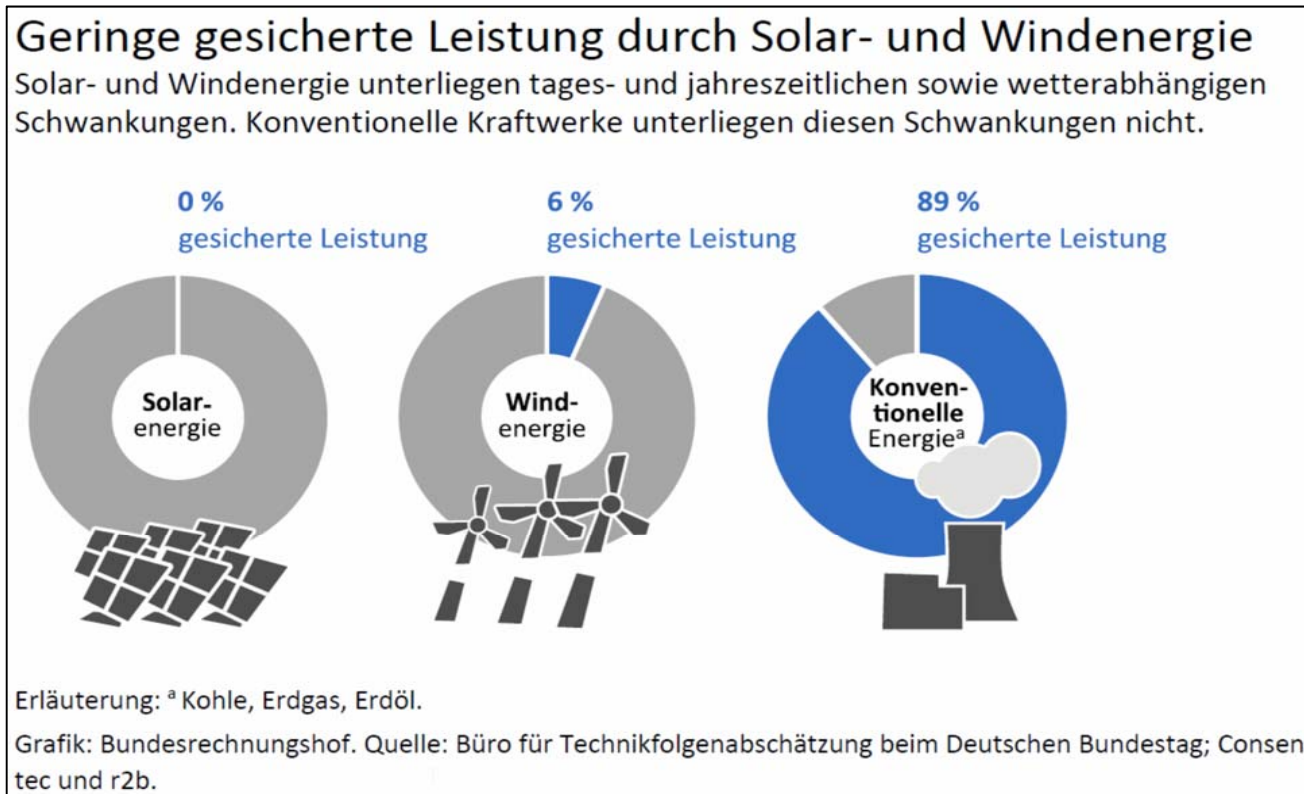 Geringe gesicherte Leistung durch Solar- und Windenergie
Solar- und Windenergie unterliegen tages- und jahreszeitlichen sowie wetterabhängigen
Schwankungen. Konventionelle Kraftwerke unterliegen diesen Schwankungen nicht.
0 %
gesicherte Leistung
6 %
gesicherte Leistung
89 %
gesicherte Leistung
Solar-
energie
Wind-
energie
Konven-
tionelle
Energieᵃ
Erläuterung: ᵃ Kohle, Erdgas, Erdöl.
Grafik: Bundesrechnungshof. Quelle: Büro für Technikfolgenabschätzung beim Deutschen Bundestag; Consen
tec und r2b.